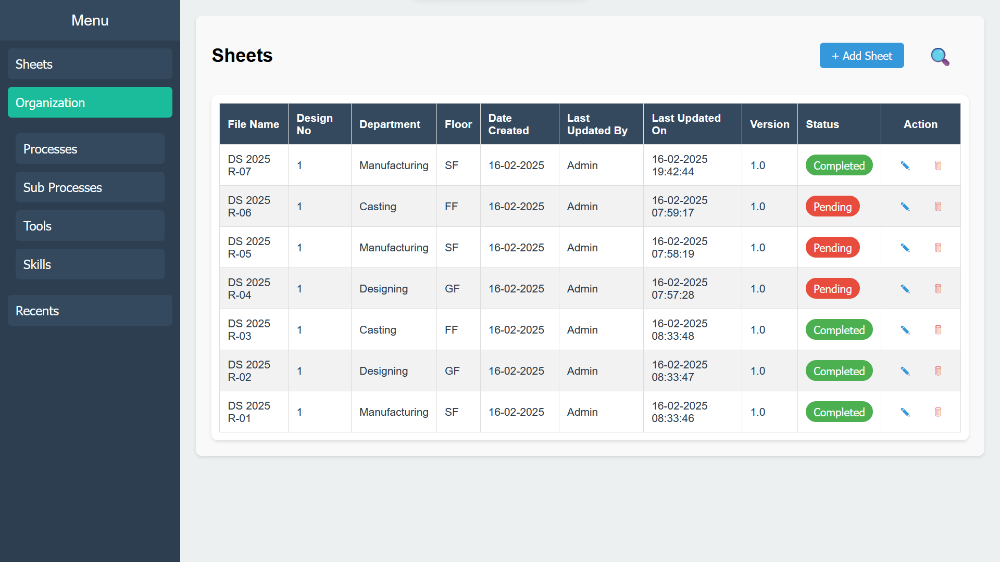 Menu
Sheets
Organization
Processes
Sub Processes
Tools
Skills
Recents
Sheets
+ Add Sheet
File Name Design No Department Floor Date Created Last Updated By Last Updated On Version Status Action
DS 2025 R-07 1 Manufacturing SF 16-02-2025 Admin 16-02-2025 19:42:44 1.0 Completed
DS 2025 R-06 1 Casting FF 16-02-2025 Admin 16-02-2025 07:59:17 1.0 Pending
DS 2025 R-05 1 Manufacturing SF 16-02-2025 Admin 16-02-2025 07:58:19 1.0 Pending
DS 2025 R-04 1 Designing GF 16-02-2025 Admin 16-02-2025 07:57:28 1.0 Pending
DS 2025 R-03 1 Casting FF 16-02-2025 Admin 16-02-2025 08:33:48 1.0 Completed
DS 2025 R-02 1 Designing GF 16-02-2025 Admin 16-02-2025 08:33:47 1.0 Completed
DS 2025 R-01 1 Manufacturing SF 16-02-2025 Admin 16-02-2025 08:33:46 1.0 Completed